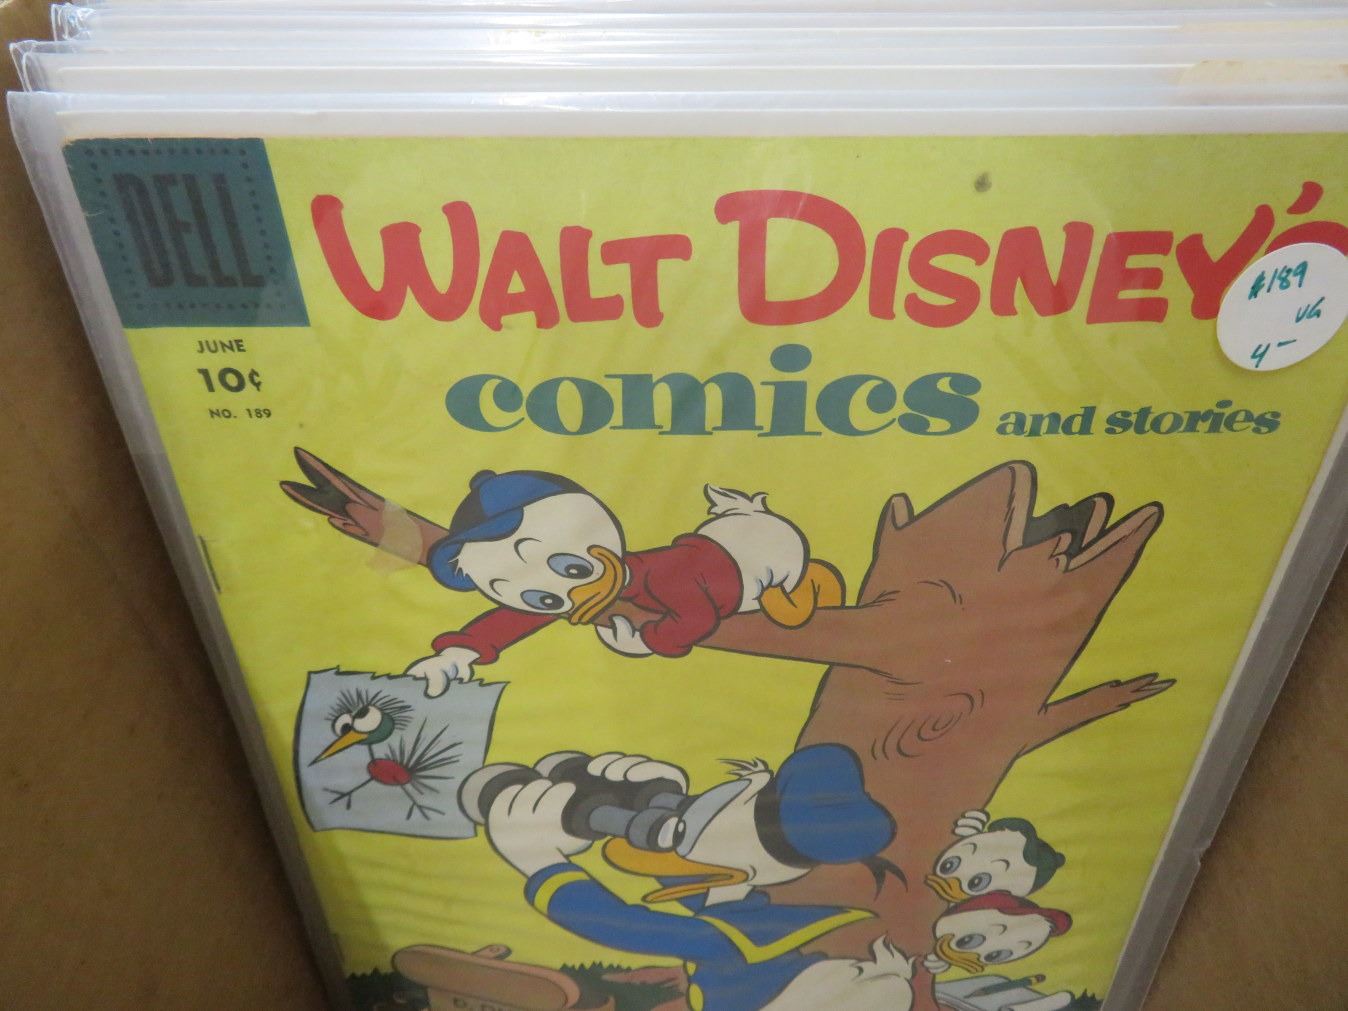 DELL
WALT DISNEY'S
#189
VG
4-
JUNE
10¢
NO. 189
comics and stories